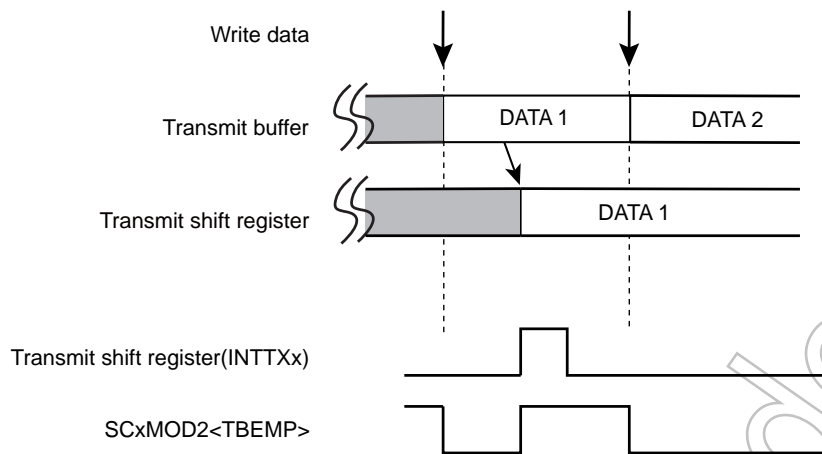 Write data
Transmit buffer
DATA 1
DATA 2
Transmit shift register
DATA 1
Transmit shift register(INTTXx)
SCxMOD2<TBEMP>